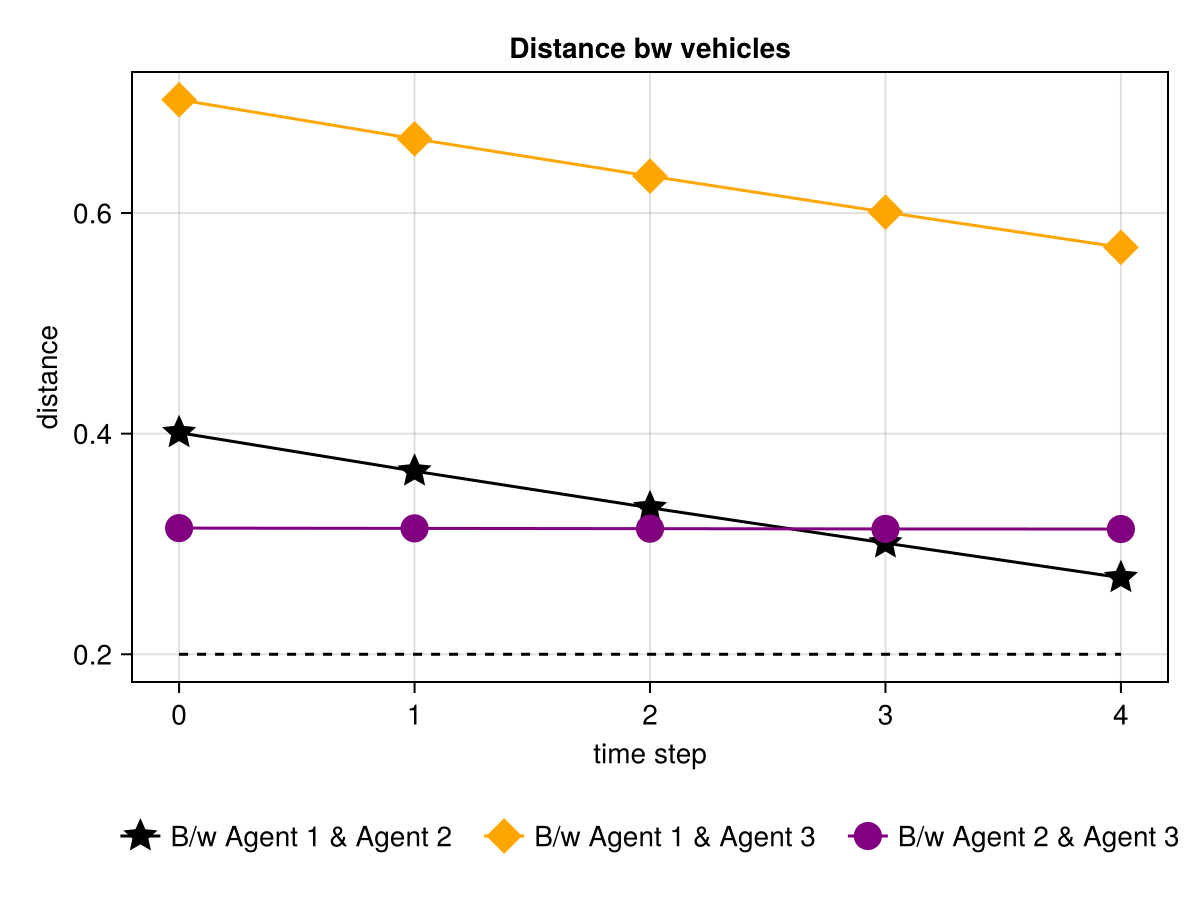 Distance bw vehicles
distance
0.6
0.4
0.2
0 1 2 3 4
time step
B/w Agent 1 & Agent 2 B/w Agent 1 & Agent 3 B/w Agent 2 & Agent 3